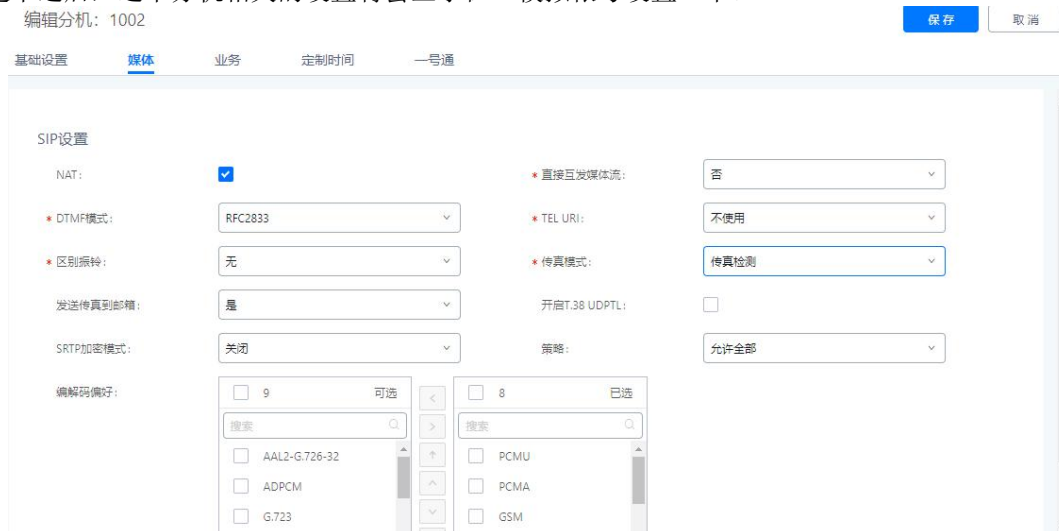 编辑分机：1002
保存 取消
基础设置 媒体 业务 定制时间 一号通
SIP设置
NAT： * 直接互发媒体流： 否
* DTMF模式： RFC2833 * TEL URI： 不使用
* 区别振铃： 无 * 传真模式： 传真检测
发送传真到邮箱： 是 开启T.38 UDPTL：
SRTP加密模式： 关闭 策略： 允许全部
编解码偏好： 9 可选 8 已选
搜索 搜索
AAL2-G.726-32 PCMU
ADPCM PCMA
G.723 GSM